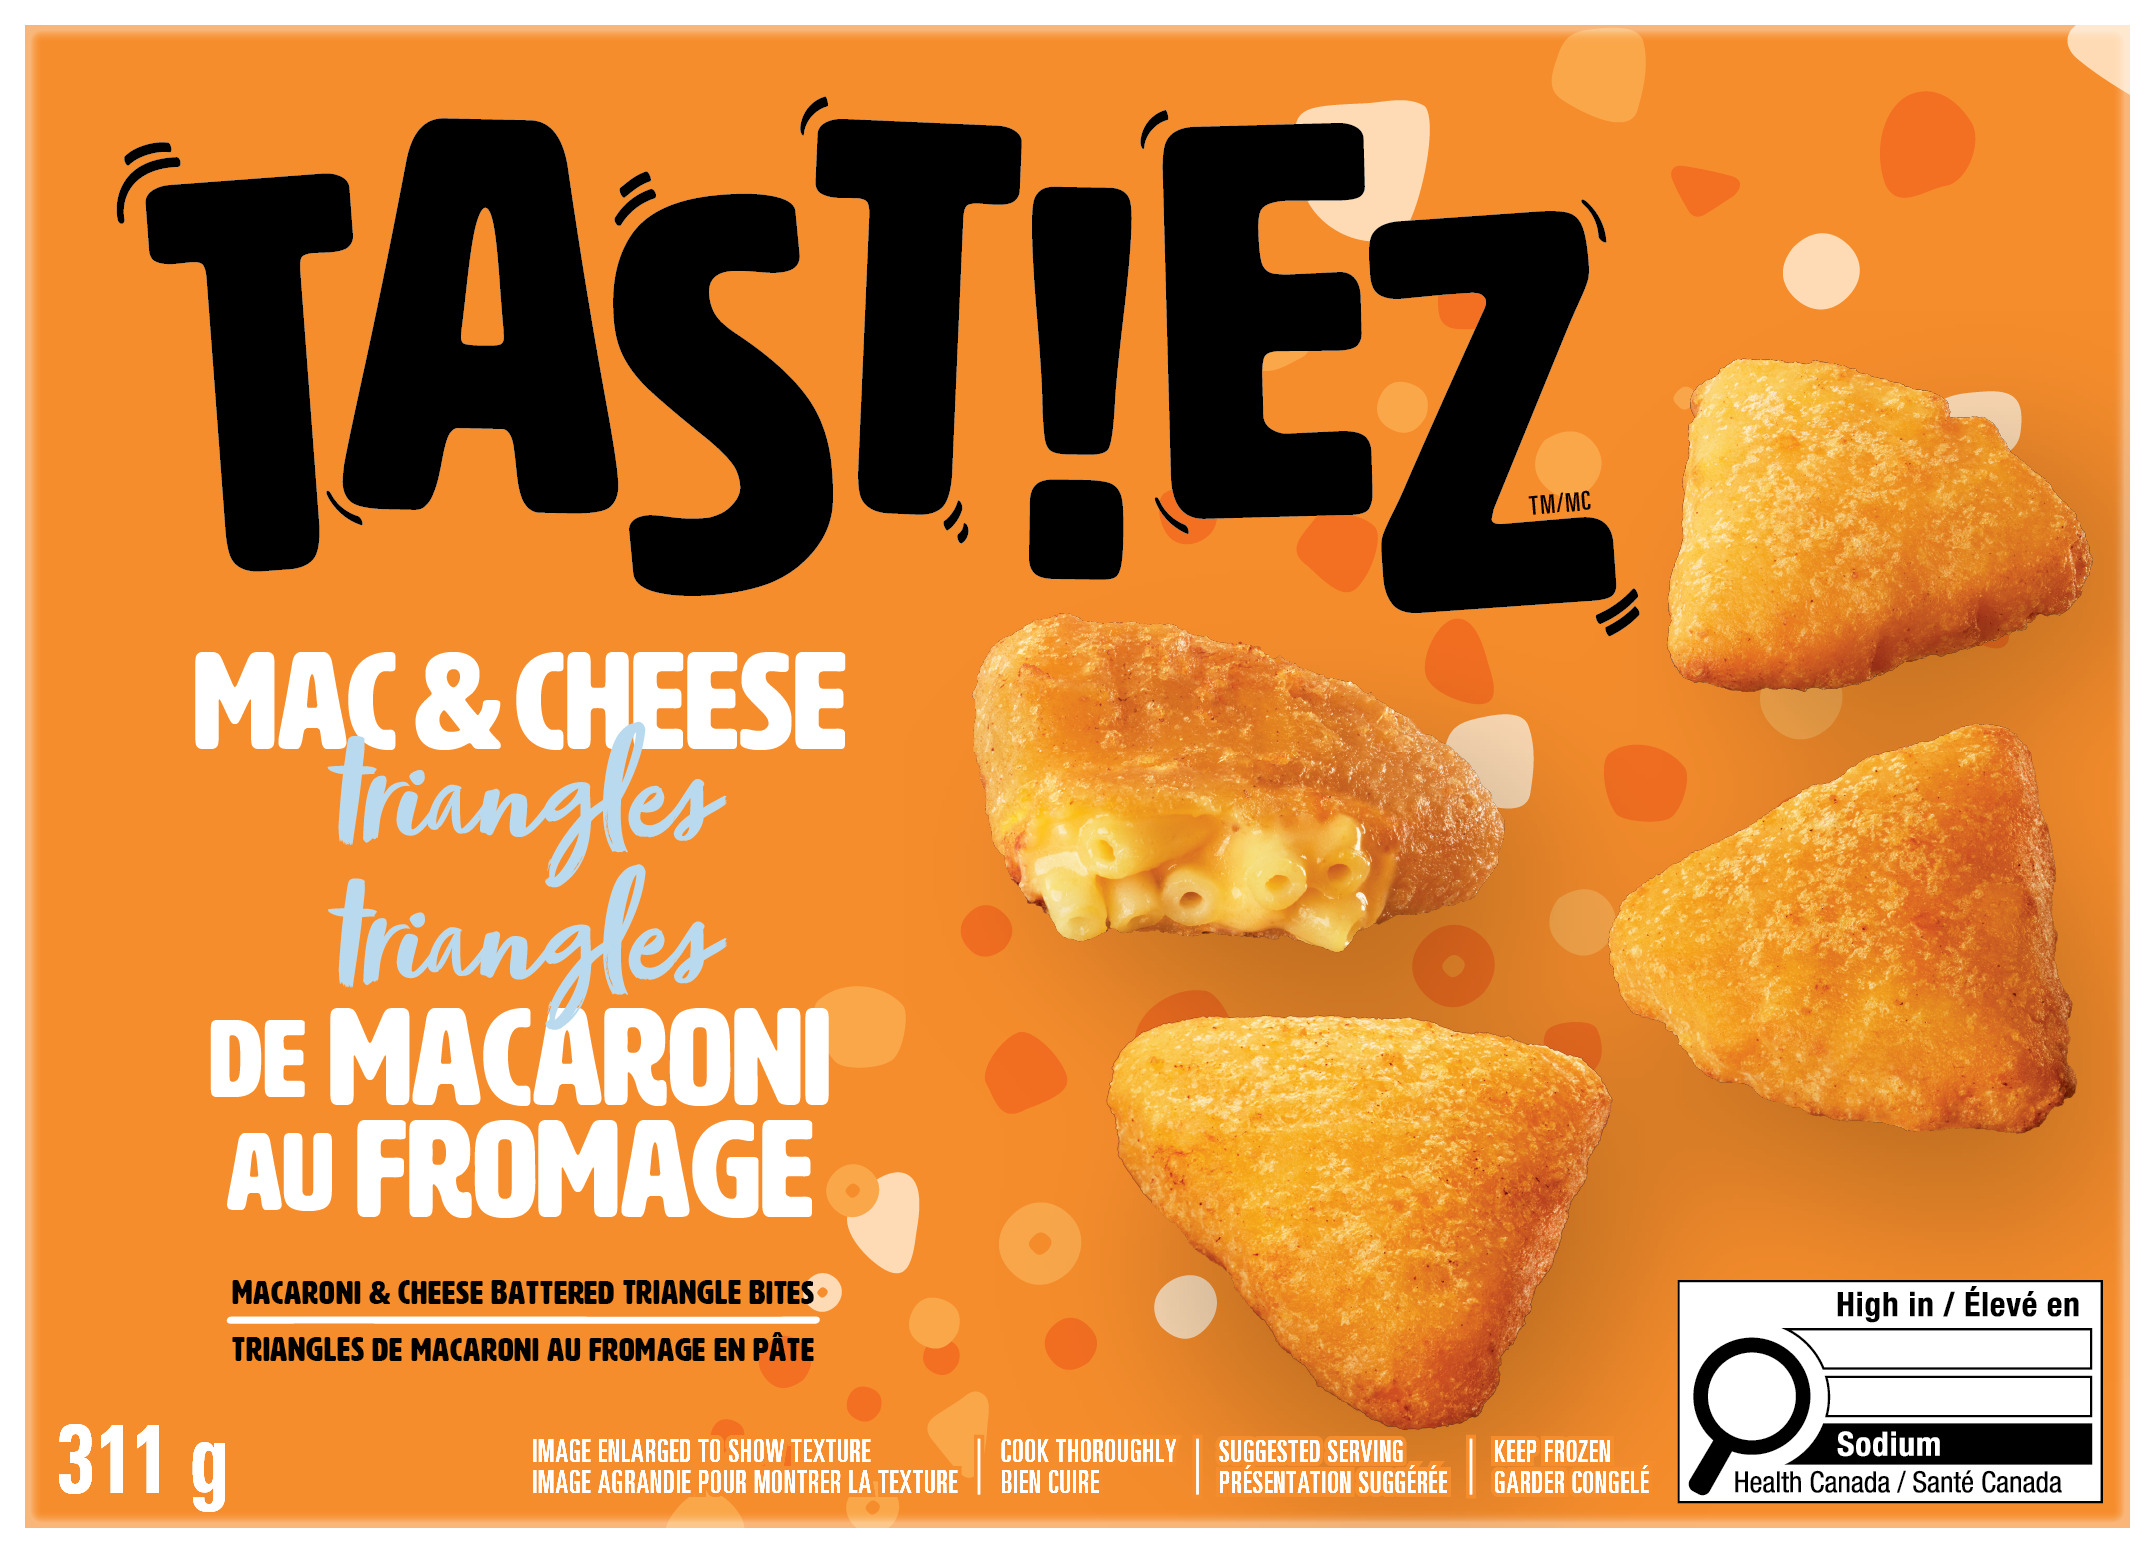 TAST!EZ
TM/MC
MAC & CHEESE
triangles
triangles
DE MACARONI
AU FROMAGE
MACARONI & CHEESE BATTERED TRIANGLE BITES
TRIANGLES DE MACARONI AU FROMAGE EN PÂTE
311 g
IMAGE ENLARGED TO SHOW TEXTURE
IMAGE AGRANDIE POUR MONTRER LA TEXTURE
COOK THOROUGHLY
BIEN CUIRE
SUGGESTED SERVING
PRÉSENTATION SUGGÉRÉE
KEEP FROZEN
GARDER CONGELÉ
High in / Élevé en
Sodium
Health Canada / Santé Canada